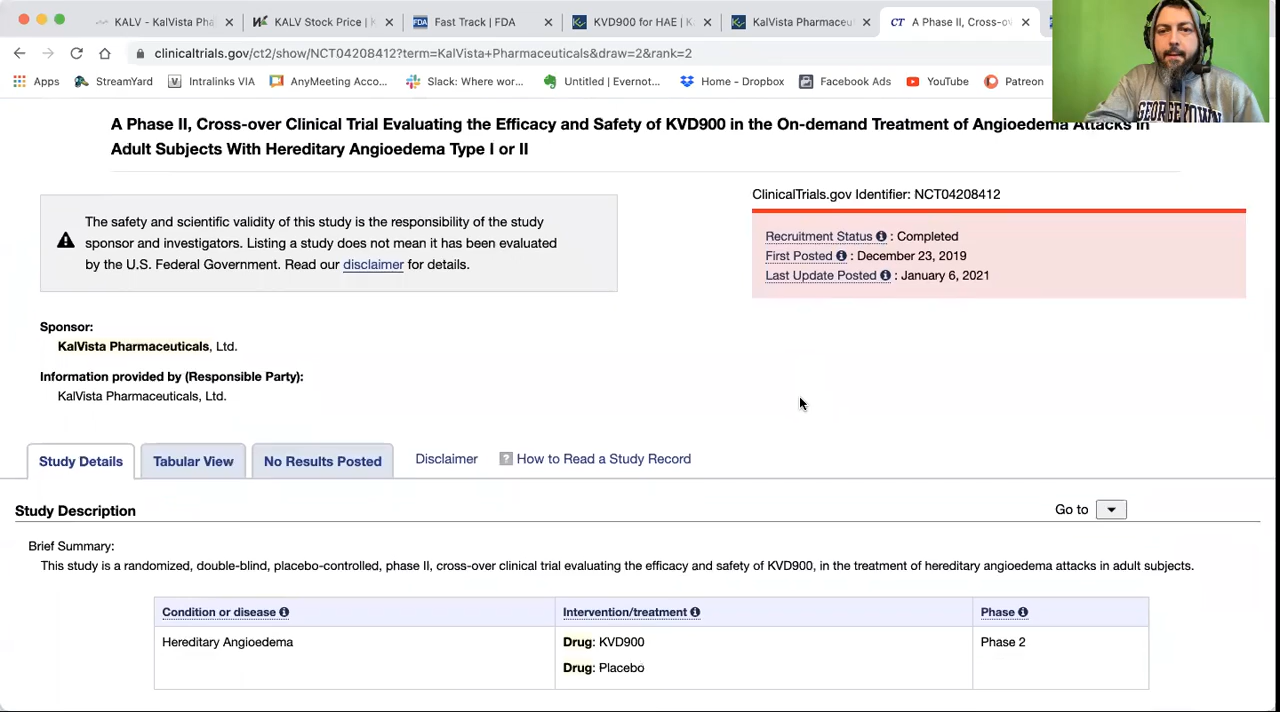 KALV - KalVista Pha
KALV Stock Price | K
Fast Track | FDA
KVD900 for HAE | K
KalVista Pharmaceu
CT A Phase II, Cross-ov
clinicaltrials.gov/ct2/show/NCT04208412?term=KalVista+Pharmaceuticals&draw=2&rank=2
Apps StreamYard Intralinks VIA AnyMeeting Acco... Slack: Where wor... Untitled | Evernot... Home - Dropbox Facebook Ads YouTube Patreon
GEORGETOWN
A Phase II, Cross-over Clinical Trial Evaluating the Efficacy and Safety of KVD900 in the On-demand Treatment of Angioedema Attacks in
Adult Subjects With Hereditary Angioedema Type I or II
The safety and scientific validity of this study is the responsibility of the study
sponsor and investigators. Listing a study does not mean it has been evaluated
by the U.S. Federal Government. Read our disclaimer for details.
ClinicalTrials.gov Identifier: NCT04208412
Recruitment Status : Completed
First Posted : December 23, 2019
Last Update Posted : January 6, 2021
Sponsor:
KalVista Pharmaceuticals, Ltd.
Information provided by (Responsible Party):
KalVista Pharmaceuticals, Ltd.
Study Details Tabular View No Results Posted Disclaimer ? How to Read a Study Record
Study Description
Go to
Brief Summary:
This study is a randomized, double-blind, placebo-controlled, phase II, cross-over clinical trial evaluating the efficacy and safety of KVD900, in the treatment of hereditary angioedema attacks in adult subjects.
Condition or disease Intervention/treatment Phase
Hereditary Angioedema Drug: KVD900 Phase 2
Drug: Placebo